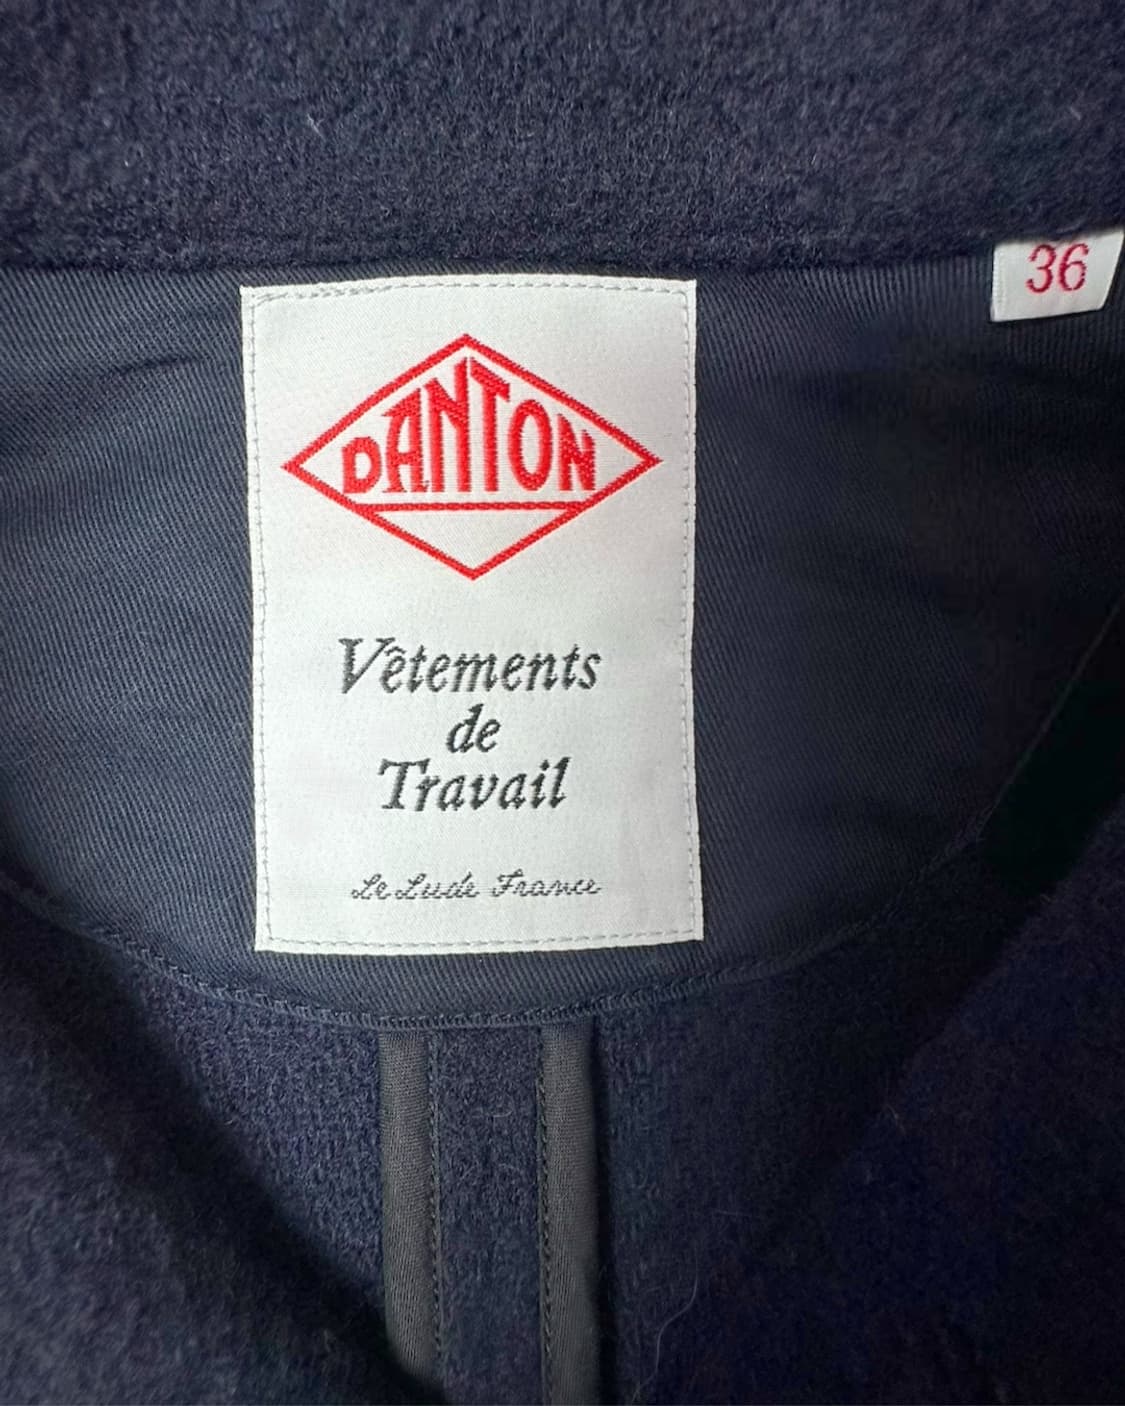 36
DANTON
Vêtements
de
Travail
Le Lude France